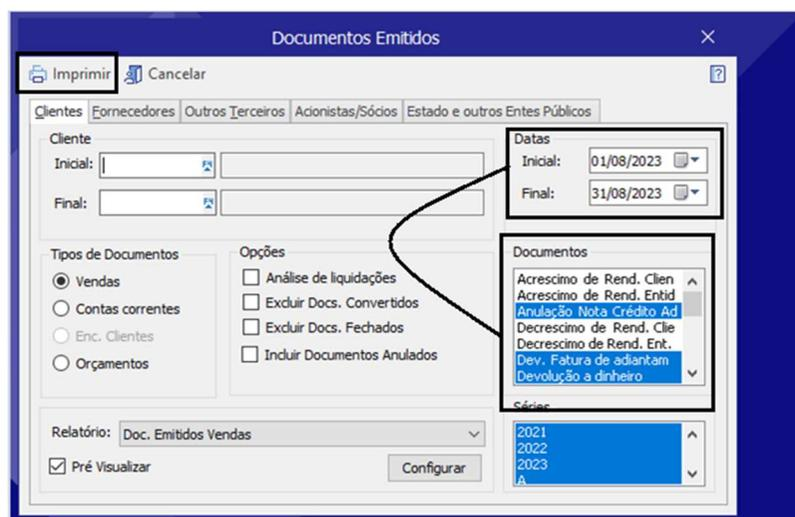 Documentos Emitidos
Imprimir Cancelar
Clientes Fornecedores Outros Terceiros Acionistas/Sócios Estado e outros Entes Públicos
Cliente
Inicial:
Final:
Datas
Inicial: 01/08/2023
Final: 31/08/2023
Tipos de Documentos
Vendas
Contas correntes
Enc. Clientes
Orçamentos
Opções
Análise de liquidações
Excluir Docs. Convertidos
Excluir Docs. Fechados
Incluir Documentos Anulados
Documentos
Acrescimo de Rend. Clien
Acrescimo de Rend. Entid
Anulação Nota Crédito Ad
Decrescimo de Rend. Clie
Decrescimo de Rend. Ent.
Dev. Fatura de adiantam
Devolução a dinheiro
Relatório: Doc. Emitidos Vendas
Pré Visualizar Configurar
Séries
2021
2022
2023
A